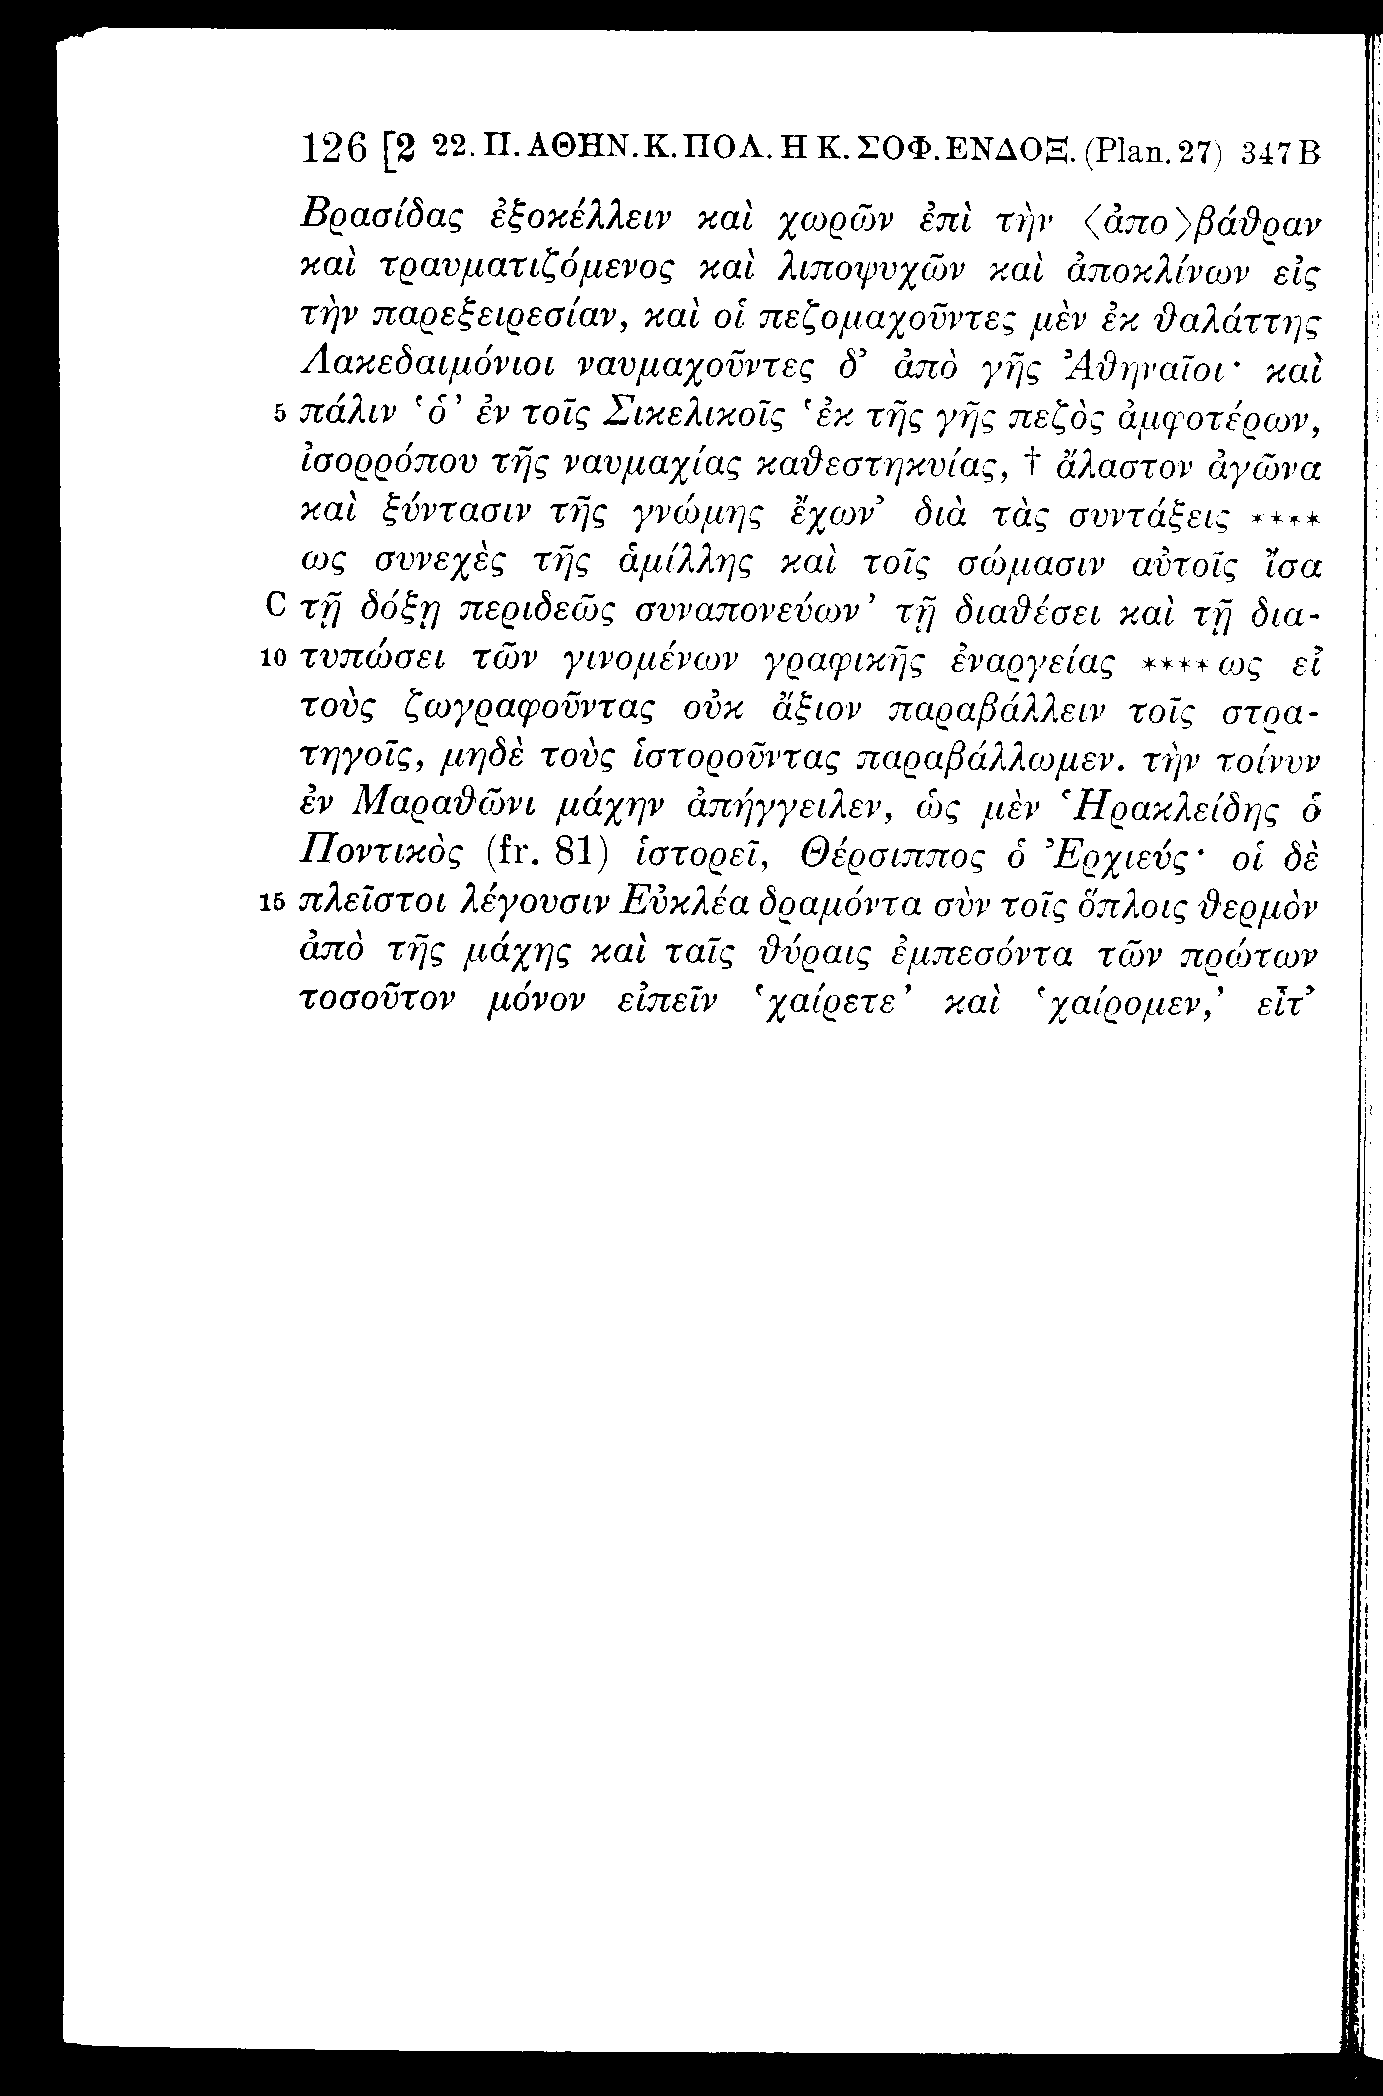 126 [2 22. Π. ΑΘΗΝ. Κ. ΠΟΛ. Η Κ. ΣΟΦ. ΕΝΔΟΞ. (Plan. 27) 347 B
Βρασίδας ἐξοκέλλειν καὶ χωρῶν ἐπὶ τὴν ⟨ἀπο⟩βάθραν
καὶ τραυματιζόμενος καὶ λιποψυχῶν καὶ ἀποκλίνων εἰς
τὴν παρεξειρεσίαν, καὶ οἱ πεζομαχοῦντες μὲν ἐκ θαλάττης
Λακεδαιμόνιοι ναυμαχοῦντες δ’ ἀπὸ γῆς Ἀθηναῖοι· καὶ
5 πάλιν ‘ὁ’ ἐν τοῖς Σικελικοῖς ‘ἐκ τῆς γῆς πεζὸς ἀμφοτέρων,
ἰσορρόπου τῆς ναυμαχίας καθεστηκυίας, † ἄλαστον ἀγῶνα
καὶ ξύντασιν τῆς γνώμης ἔχων’ διὰ τὰς συντάξεις ****
ως συνεχὲς τῆς ἁμίλλης καὶ τοῖς σώμασιν αὐτοῖς ἴσα
C τῇ δόξῃ περιδεῶς συναπονεύων’ τῇ διαθέσει καὶ τῇ δια-
10 τυπώσει τῶν γινομένων γραφικῆς ἐναργείας **** ως εἰ
τοὺς ζωγραφοῦντας οὐκ ἄξιον παραβάλλειν τοῖς στρα-
τηγοῖς, μηδὲ τοὺς ἱστοροῦντας παραβάλλωμεν. τὴν τοίνυν
ἐν Μαραθῶνι μάχην ἀπήγγειλεν, ὡς μὲν Ἡρακλείδης ὁ
Ποντικὸς (fr. 81) ἱστορεῖ, Θέρσιππος ὁ Ἐρχιεύς· οἱ δὲ
15 πλεῖστοι λέγουσιν Εὐκλέα δραμόντα σὺν τοῖς ὅπλοις θερμὸν
ἀπὸ τῆς μάχης καὶ ταῖς θύραις ἐμπεσόντα τῶν πρώτων
τοσοῦτον μόνον εἰπεῖν ‘χαίρετε’ καὶ ‘χαίρομεν,’ εἶτ’